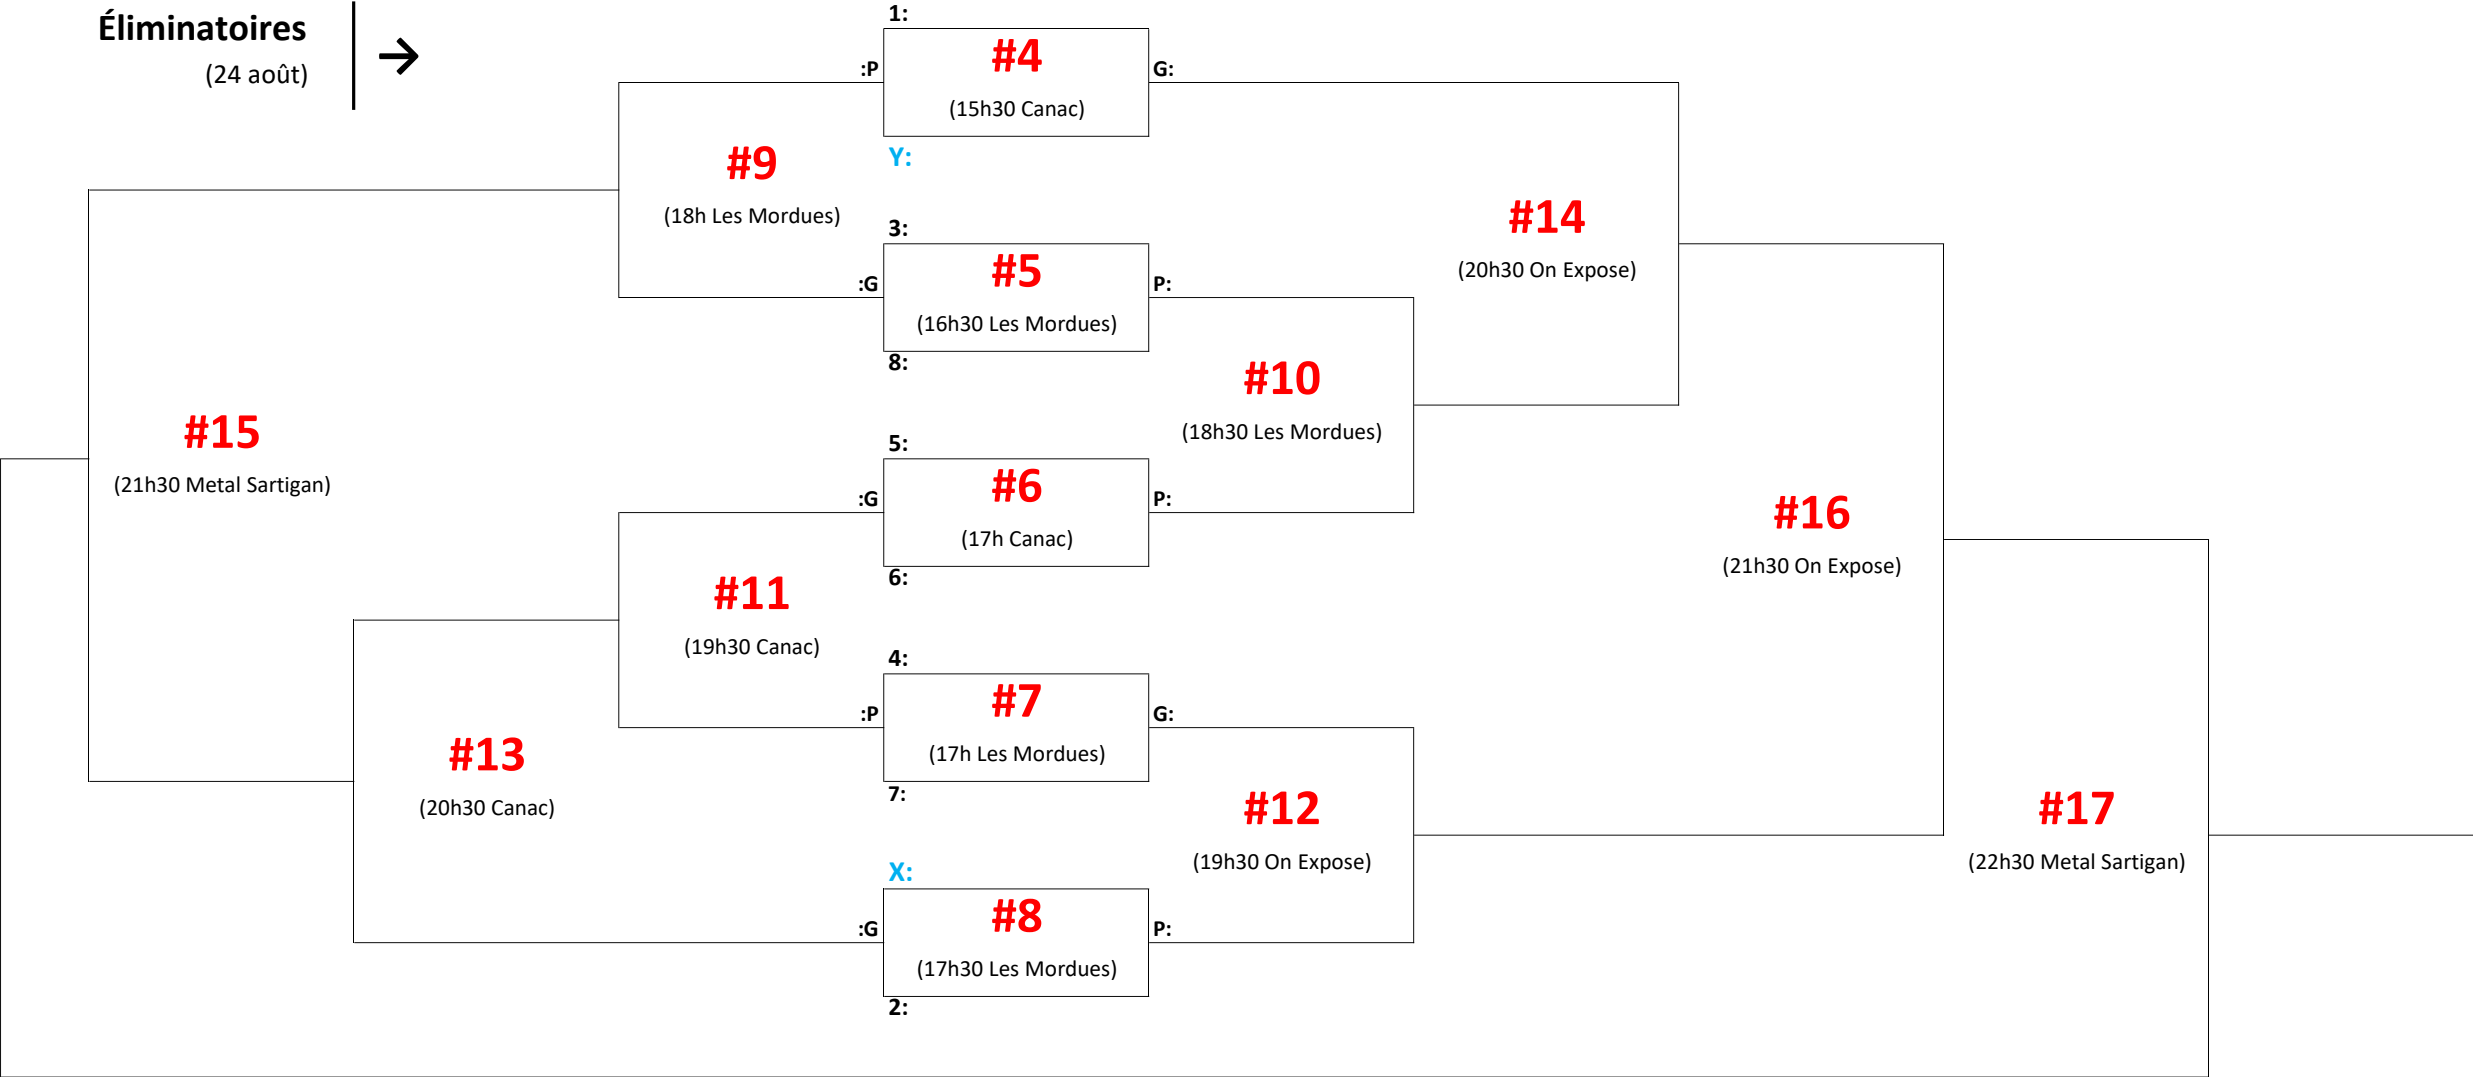 Éliminatoires
(24 août)
→
1:
:P
#4
G:
(15h30 Canac)
Y:
#9
(18h Les Mordues)
3:
:G
#5
P:
(16h30 Les Mordues)
8:
#14
(20h30 On Expose)
#10
(18h30 Les Mordues)
#15
(21h30 Metal Sartigan)
5:
:G
#6
P:
(17h Canac)
6:
#16
(21h30 On Expose)
#11
(19h30 Canac)
4:
:P
#7
G:
(17h Les Mordues)
7:
#13
(20h30 Canac)
#12
(19h30 On Expose)
#17
(22h30 Metal Sartigan)
X:
:G
#8
P:
(17h30 Les Mordues)
2: